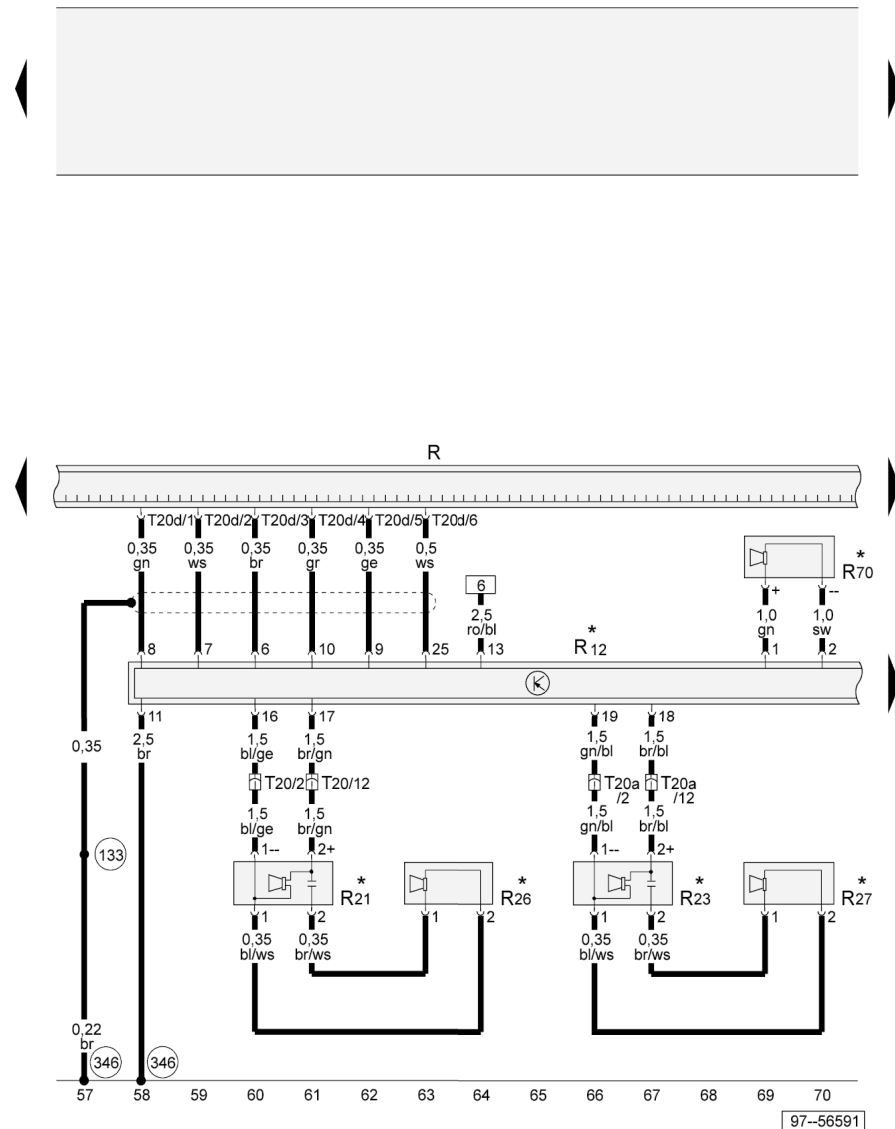 R
T20d/1 T20d/2 T20d/3 T20d/4 T20d/5 T20d/6
0,35 0,35 0,35 0,35 0,35 0,5
gn ws br gr ge ws
*
R70
6
+ --
2,5
ro/bl
1,0 1,0
gn sw
*
R12
8 7 6 10 9 25 13 1 2
11 16 17 19 18
0,35
2,5
br
1,5 1,5 1,5 1,5
bl/ge br/gn gn/bl br/bl
T20/2 T20/12 T20a/2 T20a/12
1,5 1,5 1,5 1,5
bl/ge br/gn gn/bl br/bl
133
1-- 2+ 1-- 2+
* * * *
R21 R26 R23 R27
1 2 1 2 1 2 1 2
0,35 0,35 0,35 0,35
bl/ws br/ws bl/ws br/ws
0,22
br
346 346
57 58 59 60 61 62 63 64 65 66 67 68 69 70
97--56591